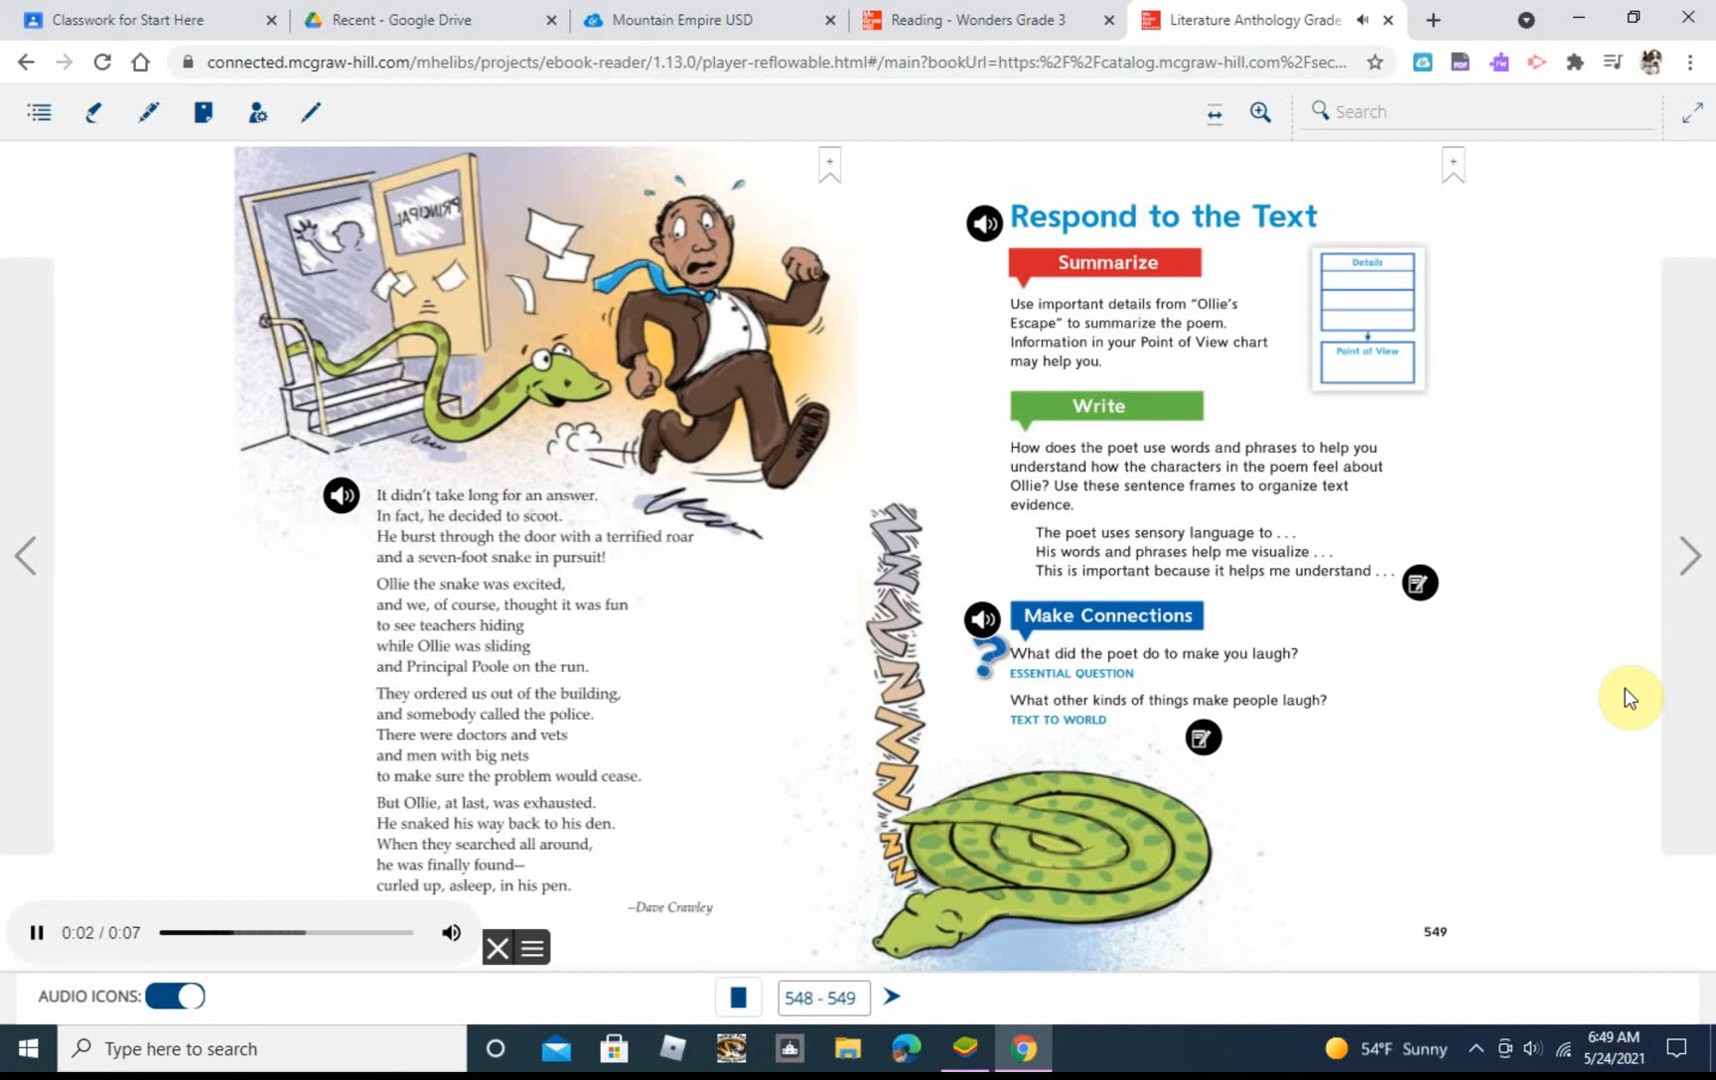 Classwork for Start Here
Recent - Google Drive
Mountain Empire USD
Reading - Wonders Grade 3
Literature Anthology Grade
connected.mcgraw-hill.com/mhelibs/projects/ebook-reader/1.13.0/player-reflowable.html#/main?bookUrl=https:%2F%2Fcatalog.mcgraw-hill.com%2Fsec...
Search
PRINCIPAL
It didn't take long for an answer.
In fact, he decided to scoot.
He burst through the door with a terrified roar
and a seven-foot snake in pursuit!
Ollie the snake was excited,
and we, of course, thought it was fun
to see teachers hiding
while Ollie was sliding
and Principal Poole on the run.
They ordered us out of the building,
and somebody called the police.
There were doctors and vets
and men with big nets
to make sure the problem would cease.
But Ollie, at last, was exhausted.
He snaked his way back to his den.
When they searched all around,
he was finally found—
curled up, asleep, in his pen.
–Dave Crawley
Respond to the Text
Summarize
Use important details from "Ollie's
Escape" to summarize the poem.
Information in your Point of View chart
may help you.
Details
Point of View
Write
How does the poet use words and phrases to help you
understand how the characters in the poem feel about
Ollie? Use these sentence frames to organize text
evidence.
The poet uses sensory language to . . .
His words and phrases help me visualize . . .
This is important because it helps me understand . . .
Make Connections
?
What did the poet do to make you laugh?
ESSENTIAL QUESTION
What other kinds of things make people laugh?
TEXT TO WORLD
549
0:02 / 0:07
AUDIO ICONS:
548 - 549
Type here to search
54°F Sunny
6:49 AM
5/24/2021